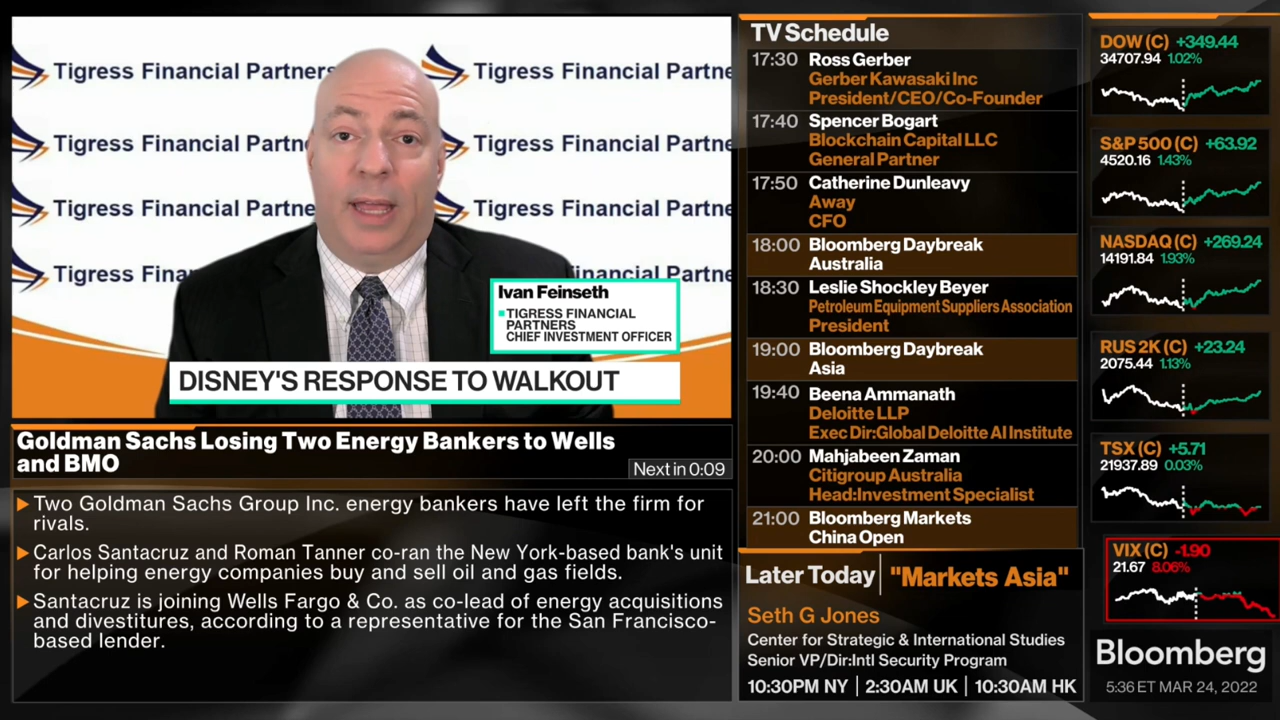 Tigress Financial Partners
Tigress Financial Partne
Tigress Financial Partn
Tigress Financial Partne
Tigress Financial Partne
Tigress Financial Partne
Tigress Finan
Financial Partne
Ivan Feinseth
TIGRESS FINANCIAL
PARTNERS
CHIEF INVESTMENT OFFICER
DISNEY'S RESPONSE TO WALKOUT
Goldman Sachs Losing Two Energy Bankers to Wells
and BMO
Next in 0:09
Two Goldman Sachs Group Inc. energy bankers have left the firm for
rivals.
Carlos Santacruz and Roman Tanner co-ran the New York-based bank's unit
for helping energy companies buy and sell oil and gas fields.
Santacruz is joining Wells Fargo & Co. as co-lead of energy acquisitions
and divestitures, according to a representative for the San Francisco-
based lender.
TV Schedule
17:30 Ross Gerber
Gerber Kawasaki Inc
President/CEO/Co-Founder
17:40 Spencer Bogart
Blockchain Capital LLC
General Partner
17:50 Catherine Dunleavy
Away
CFO
18:00 Bloomberg Daybreak
Australia
18:30 Leslie Shockley Beyer
Petroleum Equipment Suppliers Association
President
19:00 Bloomberg Daybreak
Asia
19:40 Beena Ammanath
Deloitte LLP
Exec Dir:Global Deloitte AI Institute
20:00 Mahjabeen Zaman
Citigroup Australia
Head:Investment Specialist
21:00 Bloomberg Markets
China Open
Later Today "Markets Asia"
Seth G Jones
Center for Strategic & International Studies
Senior VP/Dir:Intl Security Program
10:30PM NY | 2:30AM UK | 10:30AM HK
DOW (C) +349.44
34707.94 1.02%
S&P 500 (C) +63.92
4520.16 1.43%
NASDAQ (C) +269.24
14191.84 1.93%
RUS 2K (C) +23.24
2075.44 1.13%
TSX (C) +5.71
21937.89 0.03%
VIX (C) -1.90
21.67 8.06%
Bloomberg
5:36 ET MAR 24, 2022